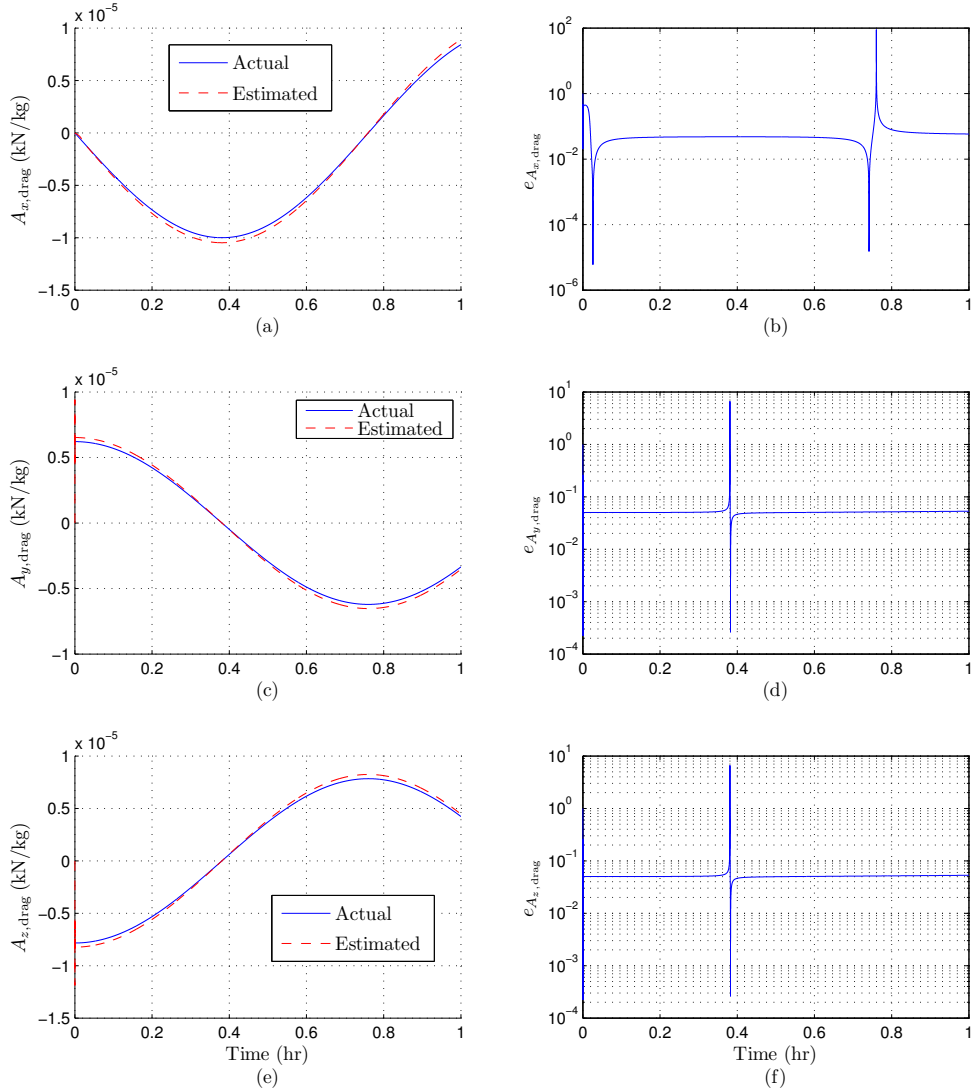 x 10^−5
1
0.5
0
−0.5
−1
−1.5
A_{x,drag} (kN/kg)
Actual
Estimated
0 0.2 0.4 0.6 0.8 1
(a)
10^2
10^0
10^−2
10^−4
10^−6
e_{A_{x,drag}}
0 0.2 0.4 0.6 0.8 1
(b)
x 10^−5
1
0.5
0
−0.5
−1
A_{y,drag} (kN/kg)
Actual
Estimated
0 0.2 0.4 0.6 0.8 1
(c)
10^1
10^0
10^−1
10^−2
10^−3
10^−4
e_{A_{y,drag}}
0 0.2 0.4 0.6 0.8 1
(d)
x 10^−5
1
0.5
0
−0.5
−1
−1.5
A_{z,drag} (kN/kg)
Actual
Estimated
0 0.2 0.4 0.6 0.8 1
Time (hr)
(e)
10^1
10^0
10^−1
10^−2
10^−3
10^−4
e_{A_{z,drag}}
0 0.2 0.4 0.6 0.8 1
Time (hr)
(f)